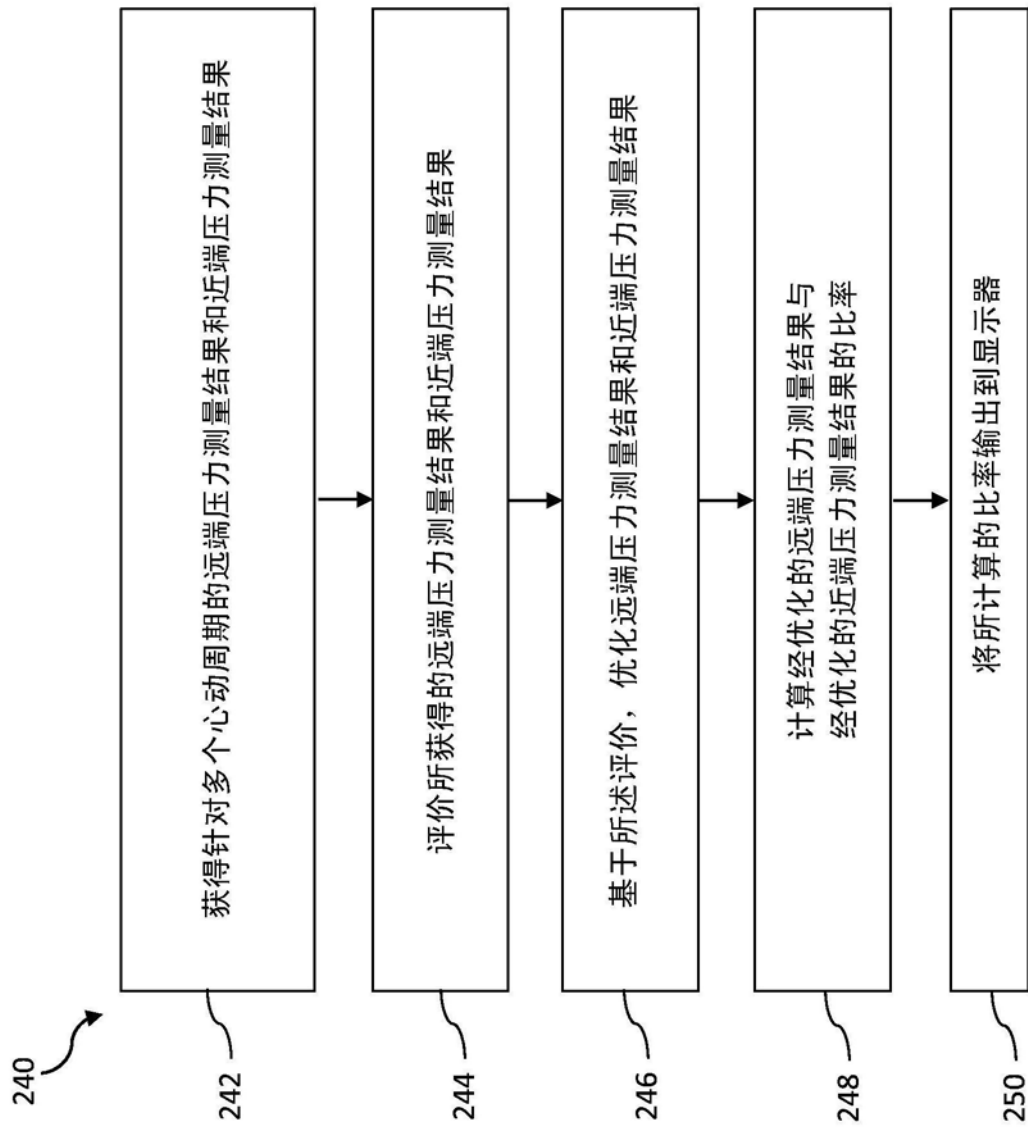 240
242
获得针对多个心动周期的远端压力测量结果和近端压力测量结果
244
评价所获得的远端压力测量结果和近端压力测量结果
246
基于所述评价，优化远端压力测量结果和近端压力测量结果
248
计算经优化的远端压力测量结果与
经优化的近端压力测量结果的比率
250
将所计算的比率输出到显示器